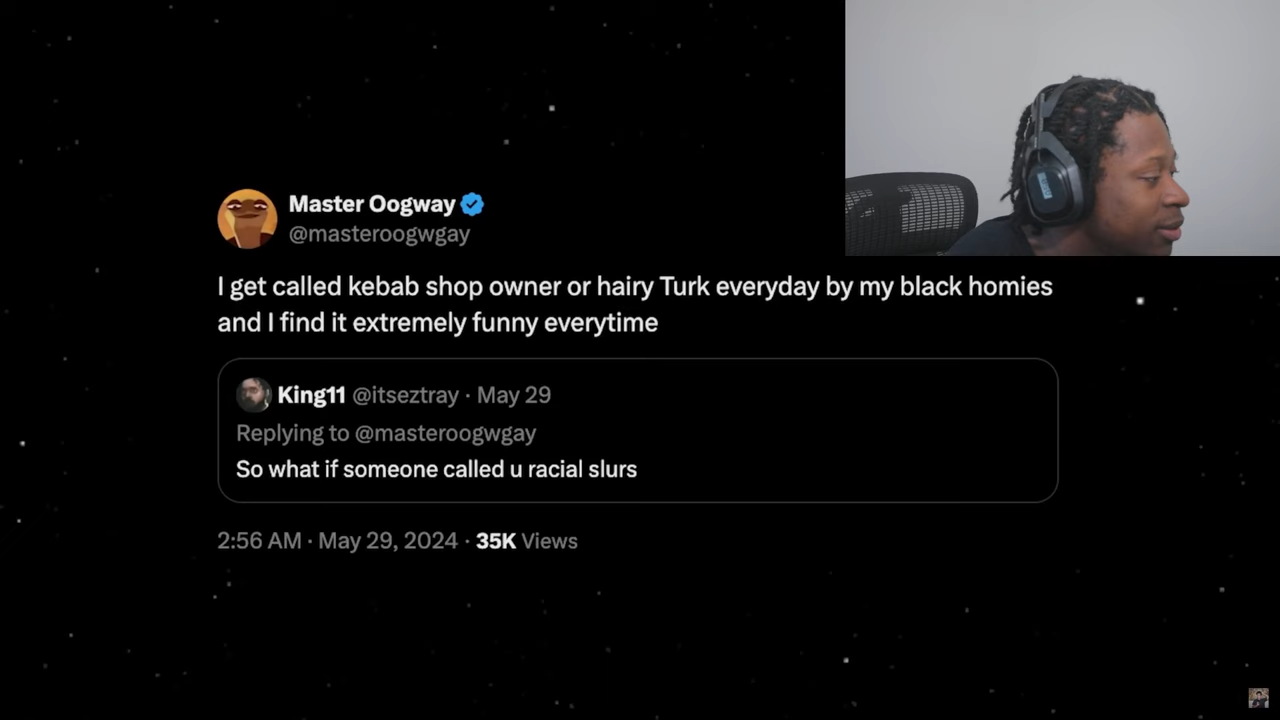 Master Oogway
@masteroogwgay
I get called kebab shop owner or hairy Turk everyday by my black homies
and I find it extremely funny everytime
King11 @itseztray · May 29
Replying to @masteroogwgay
So what if someone called u racial slurs
2:56 AM · May 29, 2024 · 35K Views